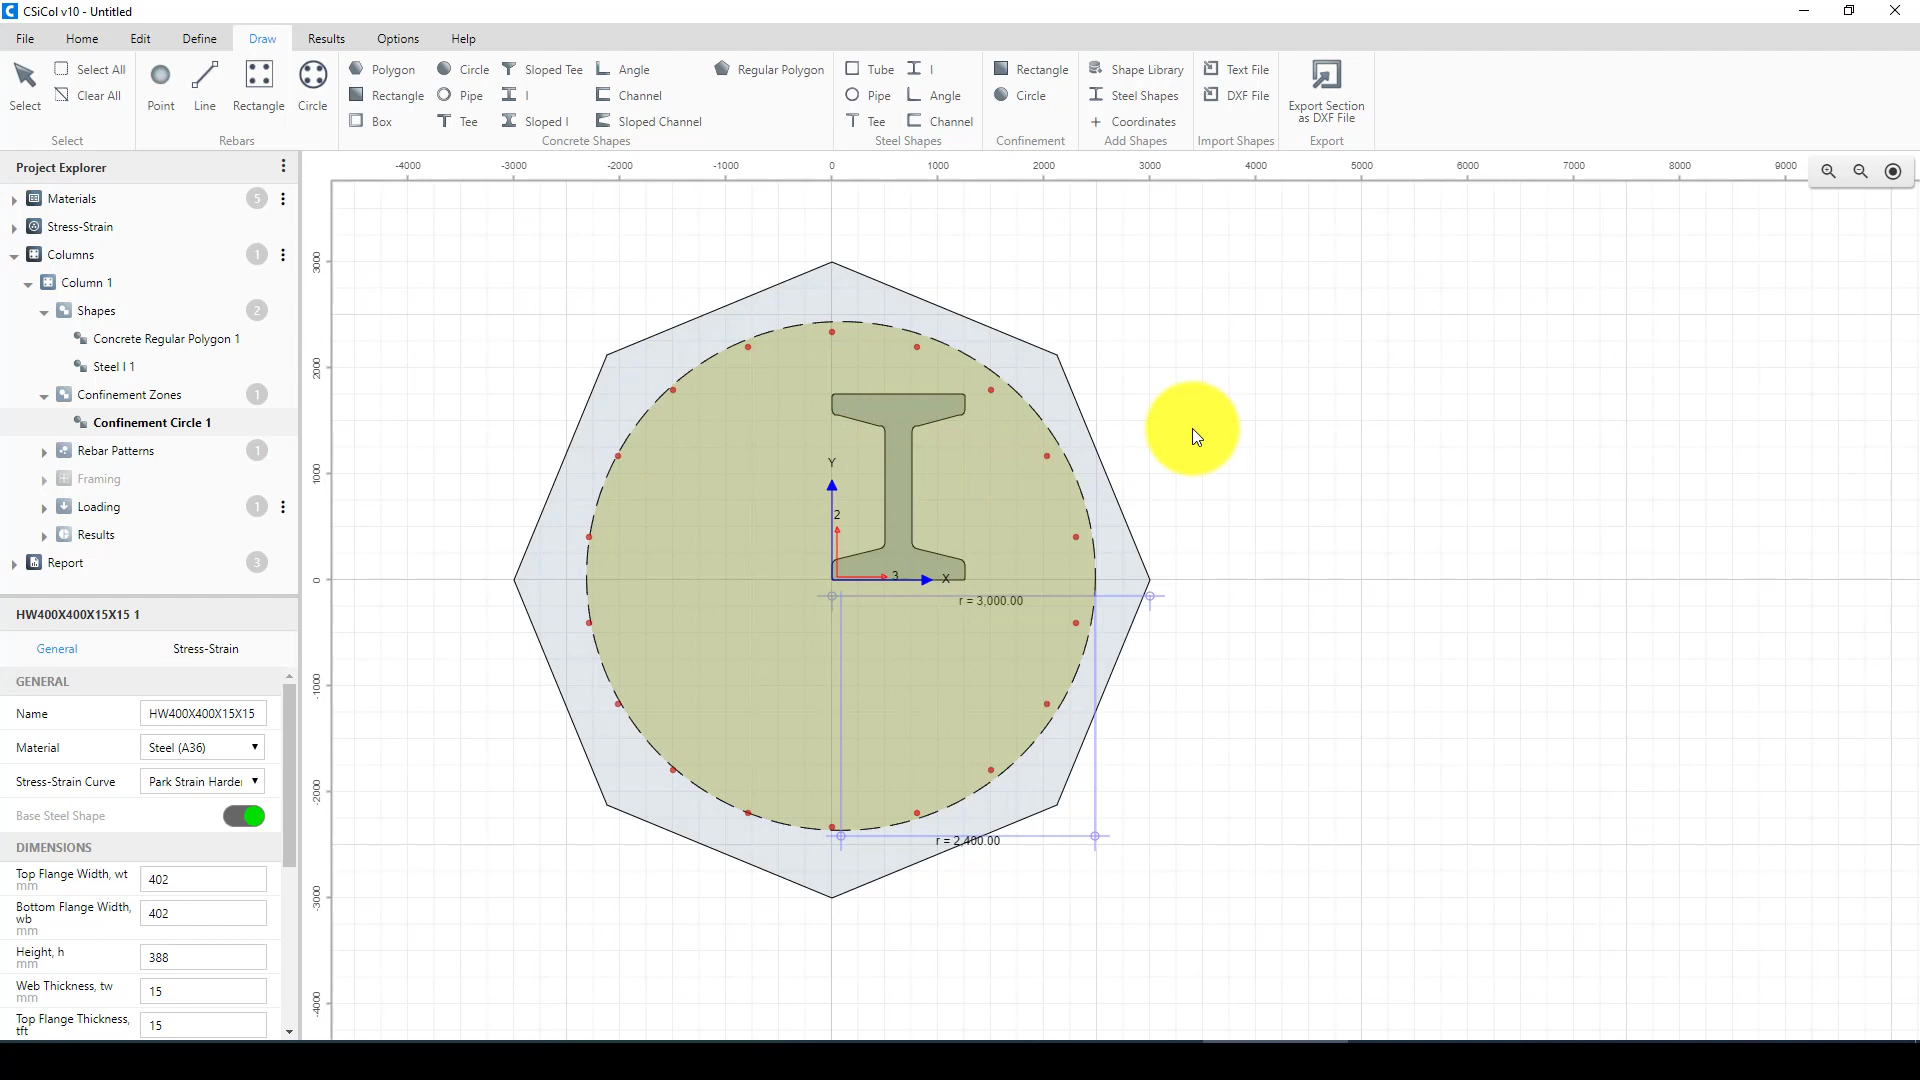 CSiCol v10 - Untitled
File Home Edit Define Draw Results Options Help
Select
Select All
Clear All
Select
Point
Line
Rectangle
Circle
Rebars
Polygon
Circle
Sloped Tee
Angle
Regular Polygon
Rectangle
Pipe
I
Channel
Box
Tee
Sloped I
Sloped Channel
Concrete Shapes
Tube
I
Pipe
Angle
Tee
Channel
Steel Shapes
Rectangle
Circle
Confinement
Shape Library
Steel Shapes
Coordinates
Add Shapes
Text File
DXF File
Import Shapes
Export Section
as DXF File
Export
Project Explorer
Materials 5
Stress-Strain
Columns 1
Column 1
Shapes 2
Concrete Regular Polygon 1
Steel I 1
Confinement Zones 1
Confinement Circle 1
Rebar Patterns 1
Framing
Loading 1
Results
Report 3
HW400X400X15X15 1
General
Stress-Strain
GENERAL
Name HW400X400X15X15
Material Steel (A36)
Stress-Strain Curve Park Strain Harde
Base Steel Shape
DIMENSIONS
Top Flange Width, wt
mm
402
Bottom Flange Width,
wb
mm
402
Height, h
mm
388
Web Thickness, tw
mm
15
Top Flange Thickness,
tft
15
-4000 -3000 -2000 -1000 0 1000 2000 3000 4000 5000 6000 7000 8000 9000
3000
2000
1000
0
-1000
-2000
-3000
-4000
Y
2
3
X
r = 3,000.00
r = 2,400.00